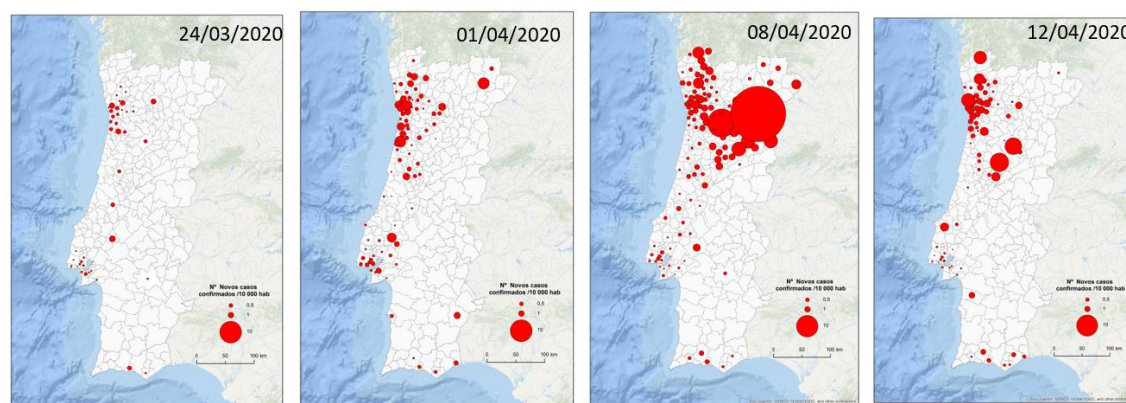 24/03/2020
Nº Novos casos
confirmados /10 000 hab
0,5
1
10
0 50 100 km
01/04/2020
Nº Novos casos
confirmados /10 000 hab
0,5
1
10
0 50 100 km
08/04/2020
Nº Novos casos
confirmados /10 000 hab
0,5
1
10
0 50 100 km
12/04/2020
Nº Novos casos
confirmados /10 000 hab
0,5
1
10
0 50 100 km